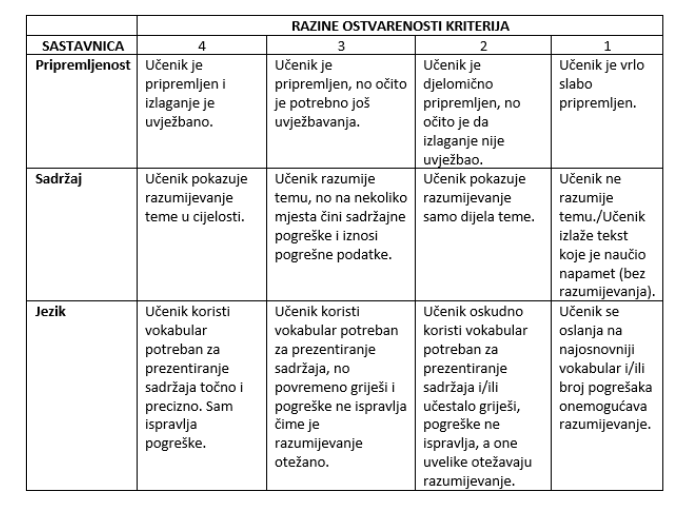 RAZINE OSTVARENOSTI KRITERIJA
SASTAVNICA 4 3 2 1
Pripremljenost
Učenik je
pripremljen i
izlaganje je
uvježbano.
Učenik je
pripremljen, no očito
je potrebno još
uvježbavanja.
Učenik je
djelomično
pripremljen, no
očito je da
izlaganje nije
uvježbao.
Učenik je vrlo
slabo
pripremljen.
Sadržaj
Učenik pokazuje
razumijevanje
teme u cijelosti.
Učenik razumije
temu, no na nekoliko
mjesta čini sadržajne
pogreške i iznosi
pogrešne podatke.
Učenik pokazuje
razumijevanje
samo dijela teme.
Učenik ne
razumije
temu./Učenik
izlaže tekst
koje je naučio
napamet (bez
razumijevanja).
Jezik
Učenik koristi
vokabular
potreban za
prezentiranje
sadržaja točno i
precizno. Sam
ispravlja
pogreške.
Učenik koristi
vokabular potreban
za prezentiranje
sadržaja, no
povremeno griješi i
pogreške ne ispravlja
čime je
razumijevanje
otežano.
Učenik oskudno
koristi vokabular
potreban za
prezentiranje
sadržaja i/ili
učestalo griješi,
pogreške ne
ispravlja, a one
uvelike otežavaju
razumijevanje.
Učenik se
oslanja na
najosnovniji
vokabular i/ili
broj pogrešaka
onemogućava
razumijevanje.